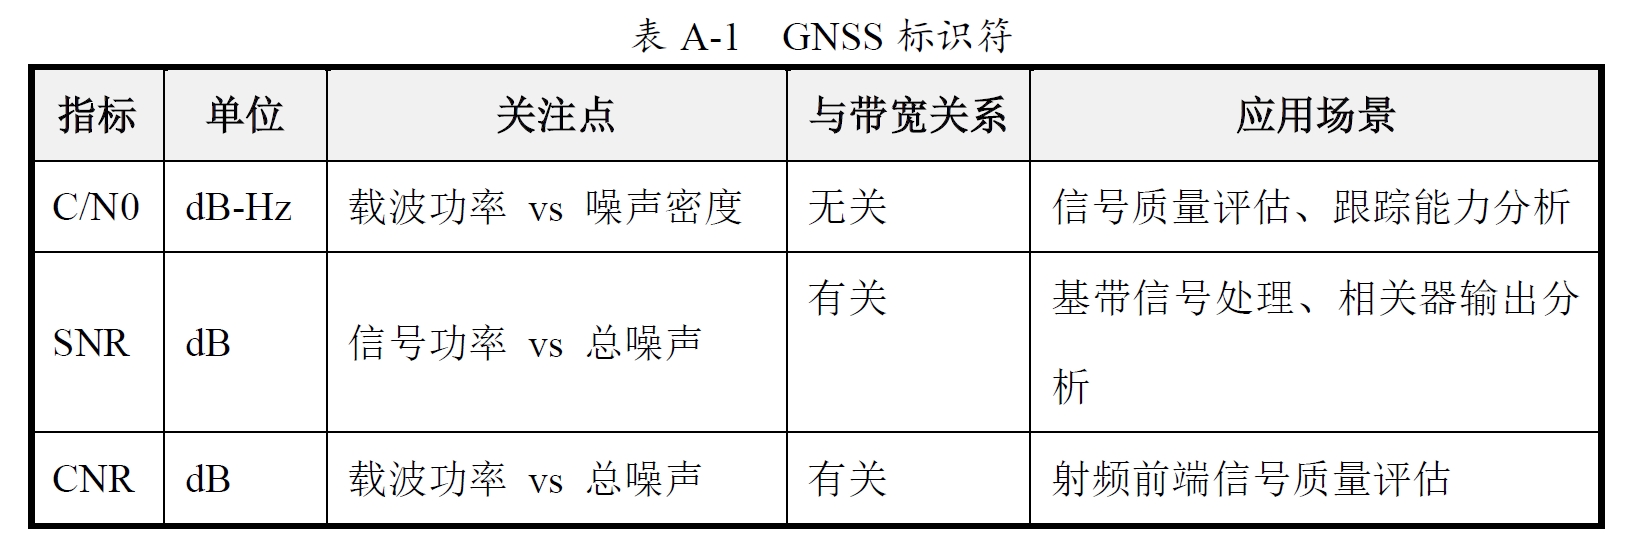 表 A-1 GNSS 标识符
指标 单位 关注点 与带宽关系 应用场景
C/N0 dB-Hz 载波功率 vs 噪声密度 无关 信号质量评估、跟踪能力分析
SNR dB 信号功率 vs 总噪声 有关 基带信号处理、相关器输出分
析
CNR dB 载波功率 vs 总噪声 有关 射频前端信号质量评估